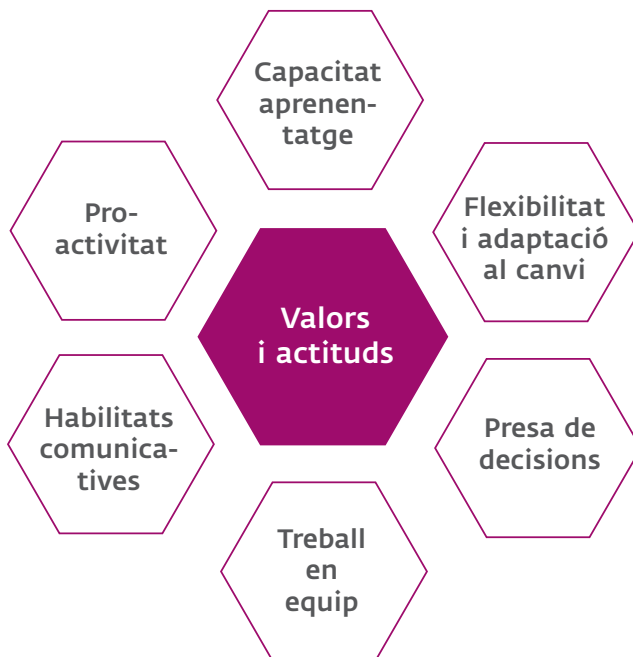 Capacitat
aprenen-
tatge
Pro-
activitat
Flexibilitat
i adaptació
al canvi
Valors
i actituds
Habilitats
comunica-
tives
Presa de
decisions
Treball
en
equip